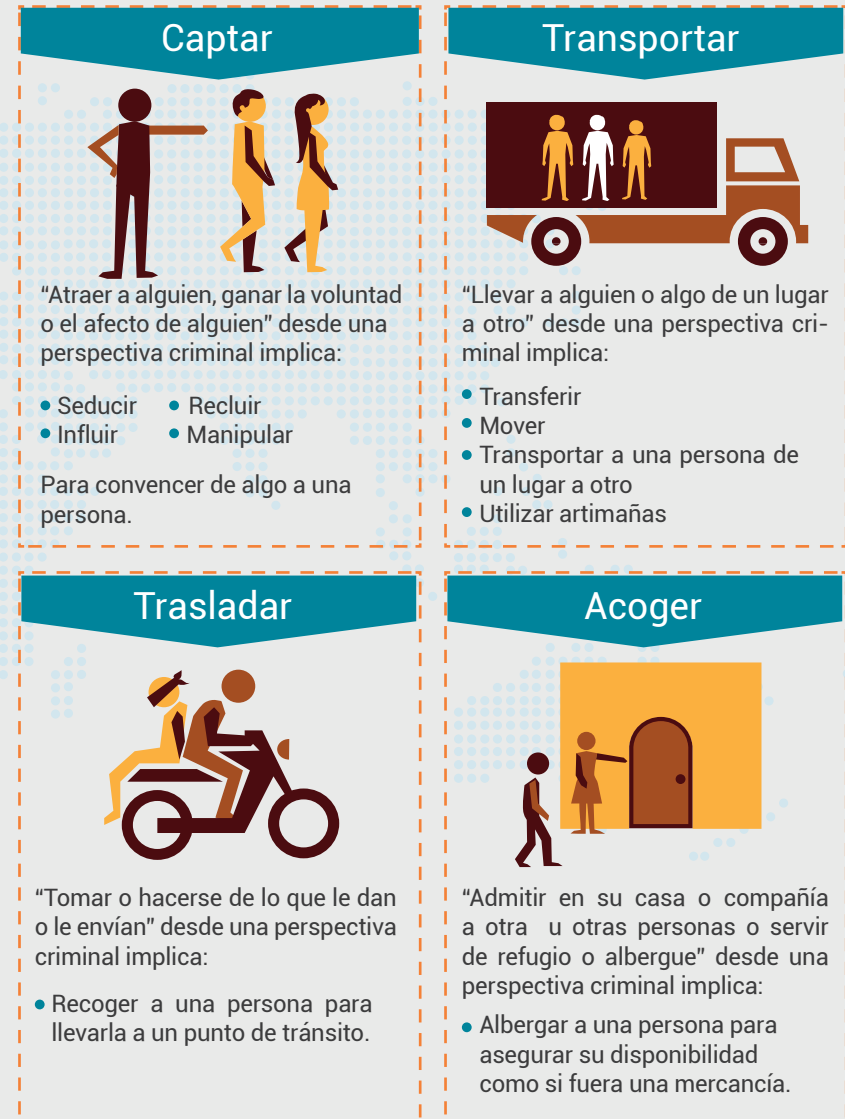 Captar
“Atraer a alguien, ganar la voluntad
o el afecto de alguien” desde una
perspectiva criminal implica:
• Seducir • Recluir
• Influir • Manipular
Para convencer de algo a una
persona.
Transportar
“Llevar a alguien o algo de un lugar
a otro” desde una perspectiva cri-
minal implica:
• Transferir
• Mover
• Transportar a una persona de
un lugar a otro
• Utilizar artimañas
Trasladar
“Tomar o hacerse de lo que le dan
o le envían” desde una perspectiva
criminal implica:
• Recoger a una persona para
llevarla a un punto de tránsito.
Acoger
“Admitir en su casa o compañía
a otra u otras personas o servir
de refugio o albergue” desde una
perspectiva criminal implica:
• Albergar a una persona para
asegurar su disponibilidad
como si fuera una mercancía.